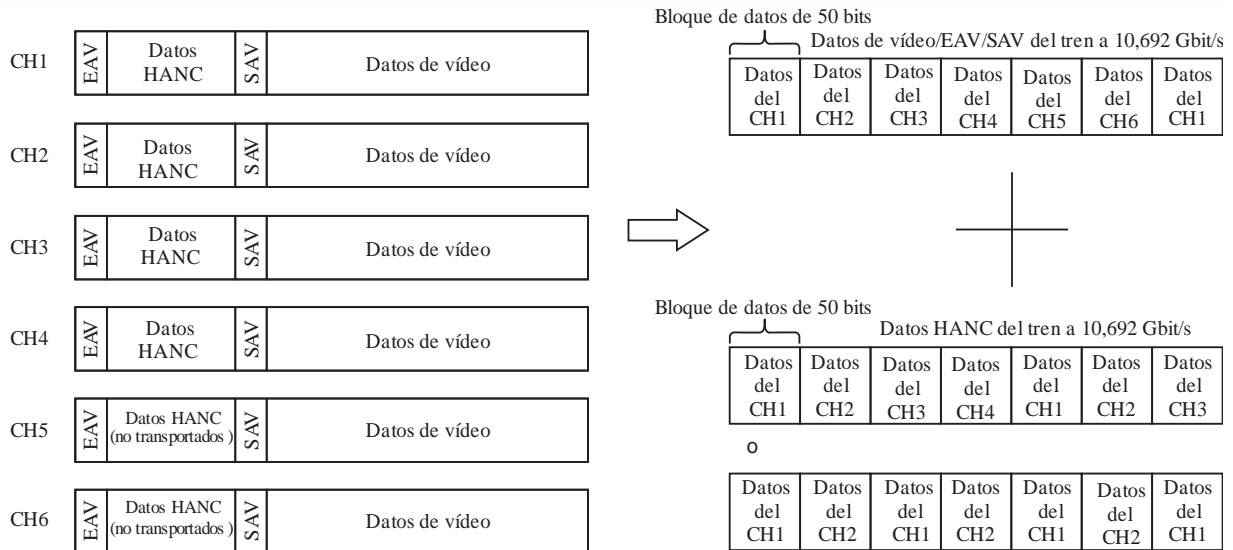 CH1
EAV
Datos
HANC
SAV
Datos de vídeo
CH2
EAV
Datos
HANC
SAV
Datos de vídeo
CH3
EAV
Datos
HANC
SAV
Datos de vídeo
CH4
EAV
Datos
HANC
SAV
Datos de vídeo
CH5
EAV
Datos HANC
(no transportados )
SAV
Datos de vídeo
CH6
EAV
Datos HANC
(no transportados )
SAV
Datos de vídeo
Bloque de datos de 50 bits
Datos de vídeo/EAV/SAV del tren a 10,692 Gbit/s
Datos
del
CH1
Datos
del
CH2
Datos
del
CH3
Datos
del
CH4
Datos
del
CH5
Datos
del
CH6
Datos
del
CH1
Bloque de datos de 50 bits
Datos HANC del tren a 10,692 Gbit/s
Datos
del
CH1
Datos
del
CH2
Datos
del
CH3
Datos
del
CH4
Datos
del
CH1
Datos
del
CH2
Datos
del
CH3
o
Datos
del
CH1
Datos
del
CH2
Datos
del
CH1
Datos
del
CH2
Datos
del
CH1
Datos
del
CH2
Datos
del
CH1